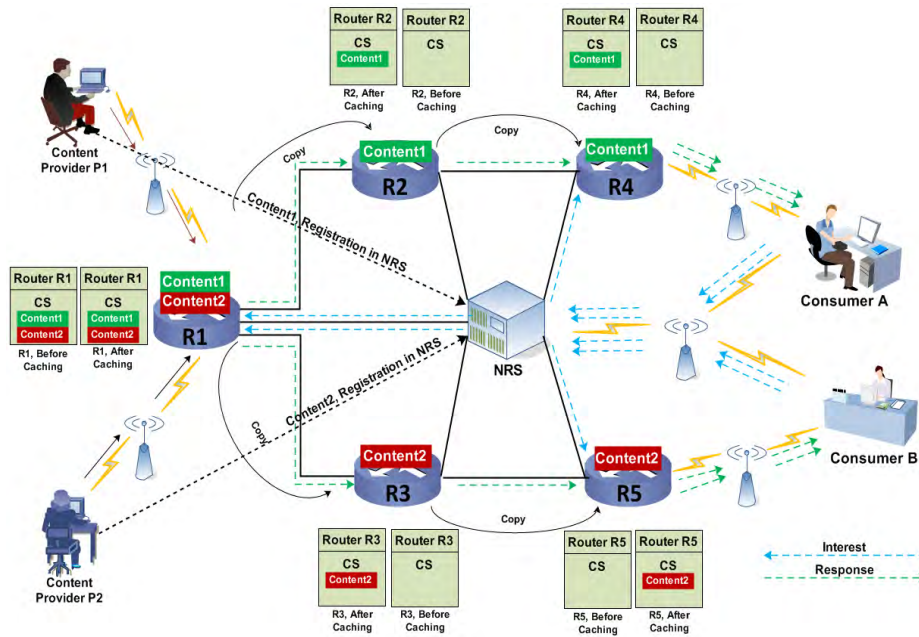 Router R2
CS
Content1
R2, After
Caching
Router R2
CS
R2, Before
Caching
Router R4
CS
Content1
R4, After
Caching
Router R4
CS
R4, Before
Caching
Content
Provider P1
Copy
Content1
R2
Copy
Content1
R4
Content1, Registration in NRS
Consumer A
Router R1
CS
Content1
Content2
R1, Before
Caching
Router R1
CS
Content1
Content2
R1, After
Caching
Content1
Content2
R1
NRS
Content2, Registration in NRS
Copy
Consumer B
Content2
R3
Copy
Content2
R5
Content
Provider P2
Router R3
CS
Content2
R3, After
Caching
Router R3
CS
R3, Before
Caching
Router R5
CS
R5, Before
Caching
Router R5
CS
Content2
R5, After
Caching
Interest
Response